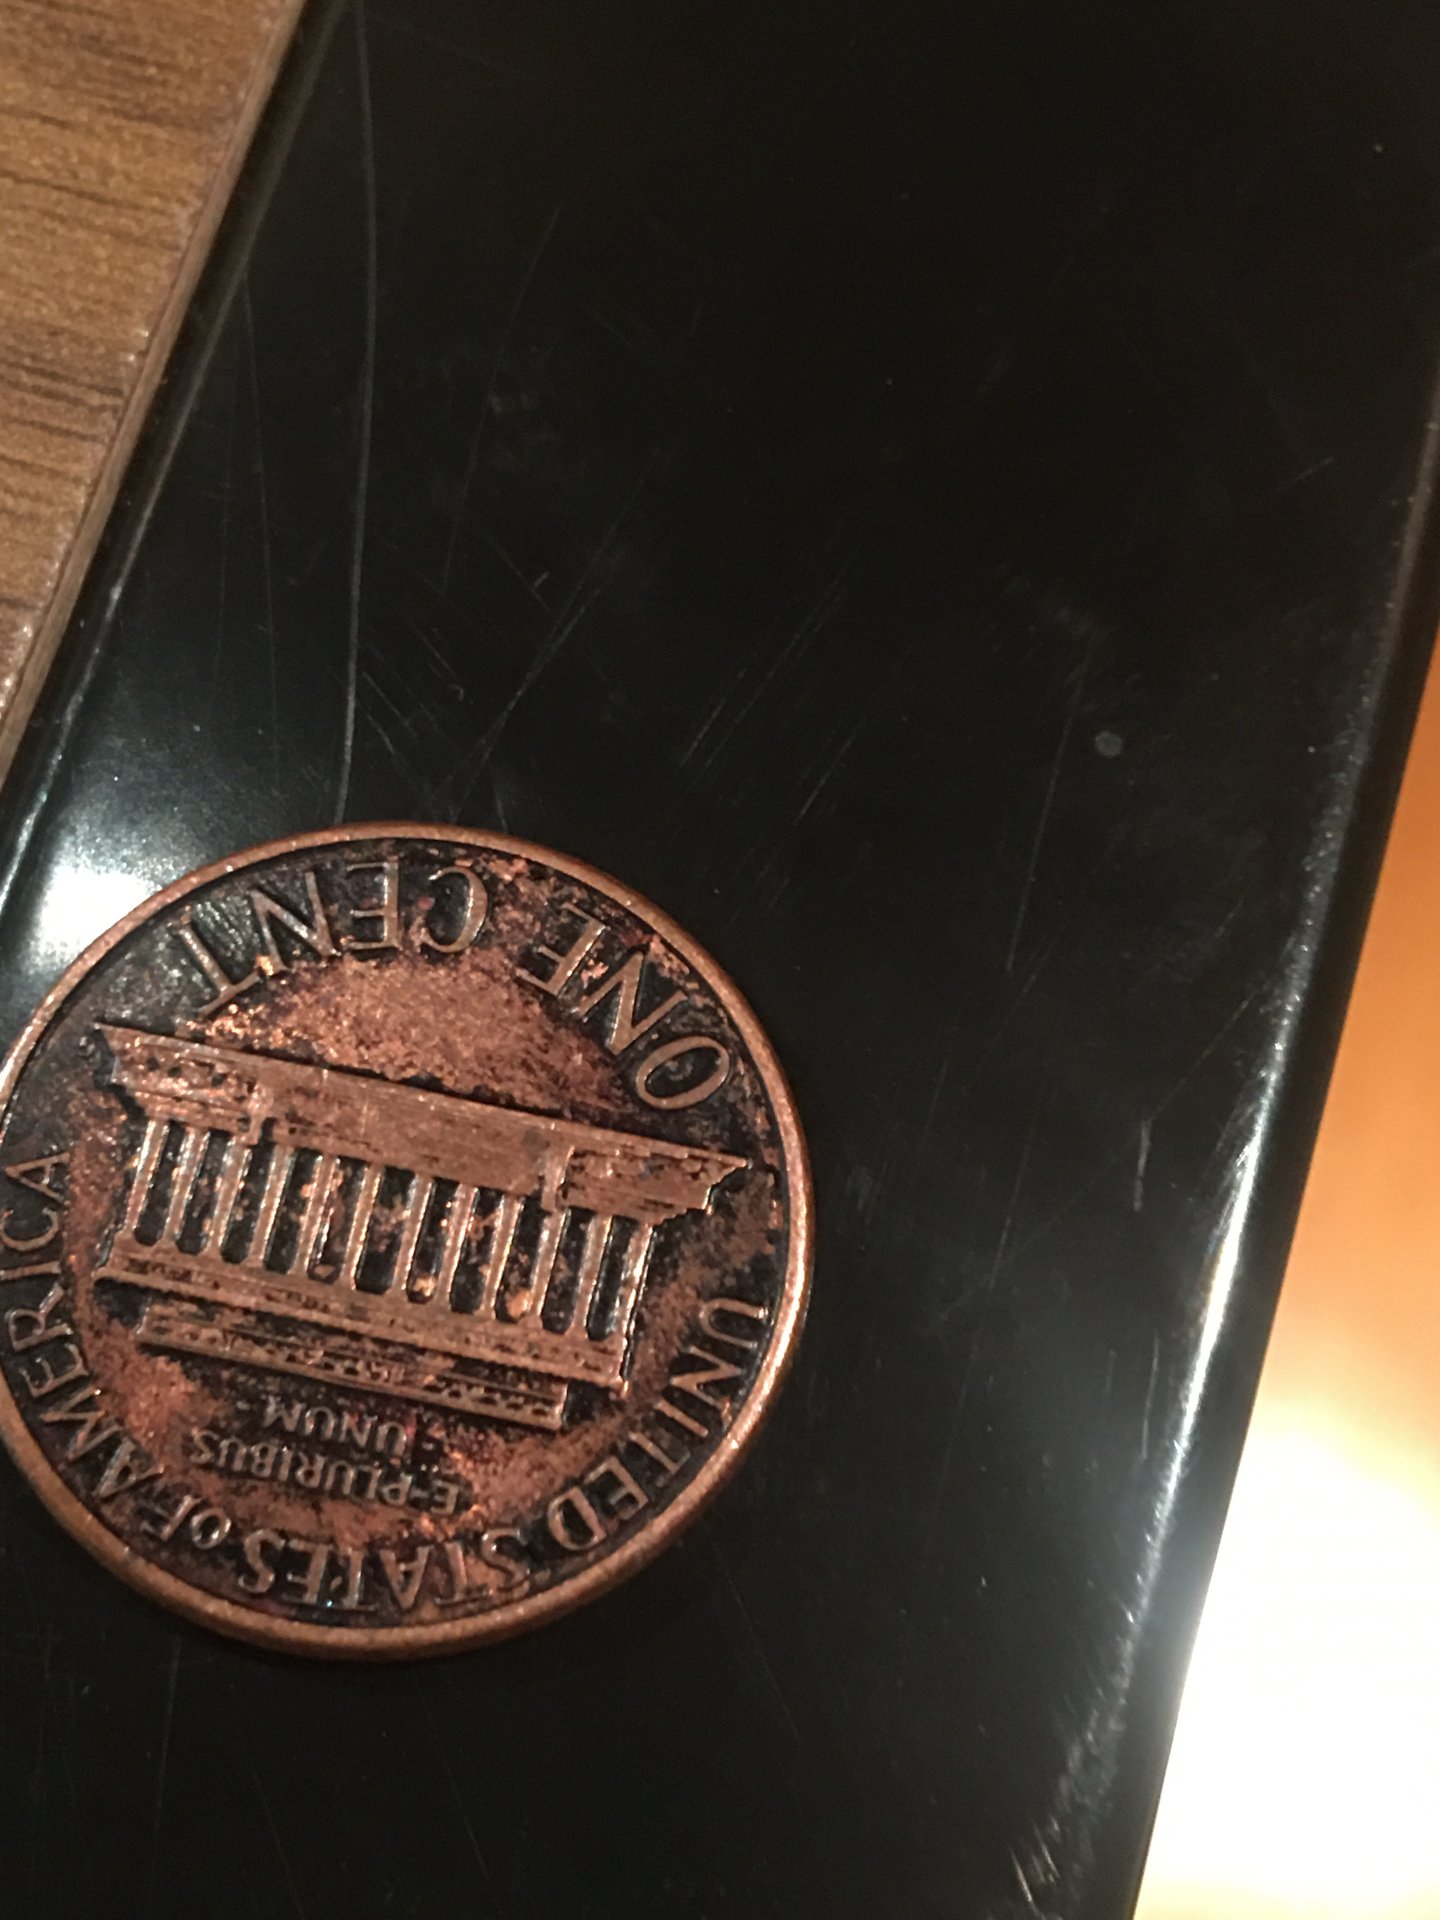 UNITED STATES OF AMERICA
E·PLURIBUS
·UNUM·
ONE CENT